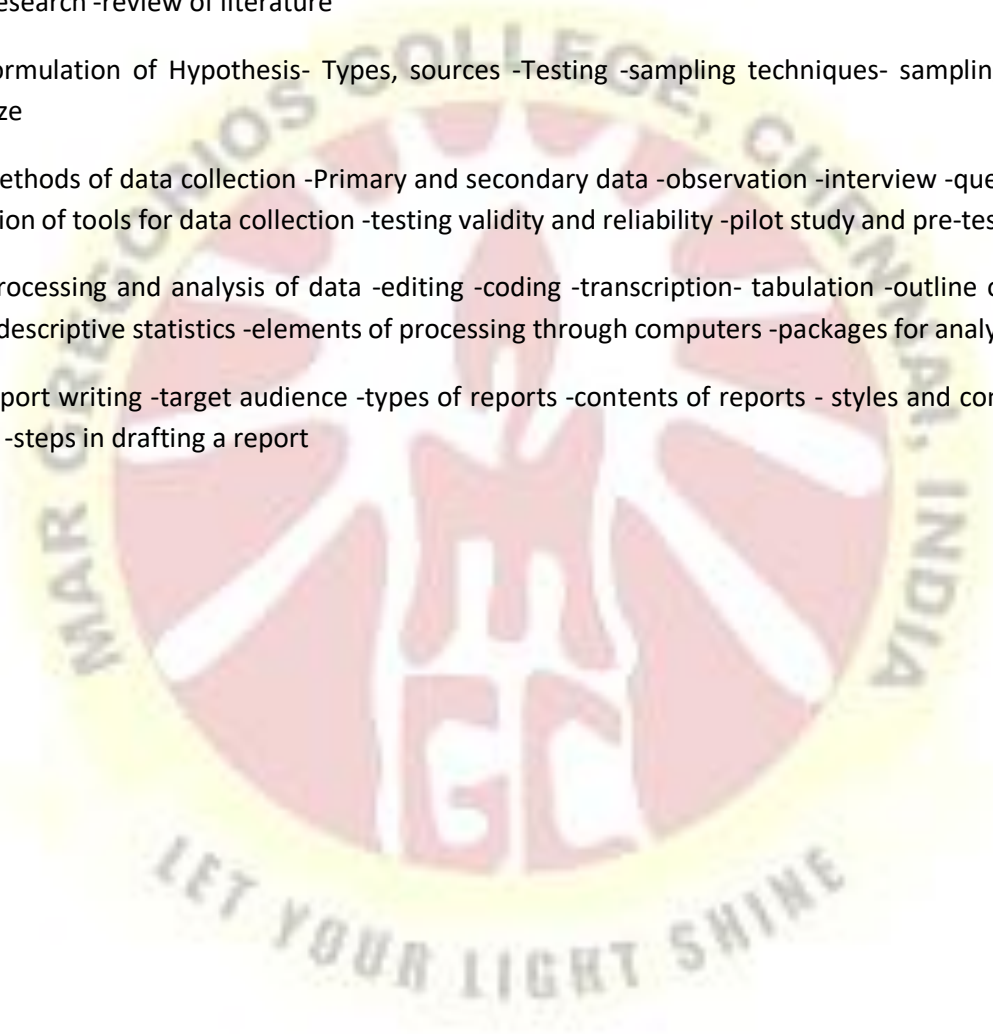 esearch -review of literature
ormulation of Hypothesis- Types, sources -Testing -sampling techniques- samplin
ze
ethods of data collection -Primary and secondary data -observation -interview -que
ion of tools for data collection -testing validity and reliability -pilot study and pre-tes
rocessing and analysis of data -editing -coding -transcription- tabulation -outline
descriptive statistics -elements of processing through computers -packages for analy
port writing -target audience -types of reports -contents of reports - styles and con
-steps in drafting a report
MAR GREGORIOS COLLEGE, CHENNAI, INDIA
MGC
LET YOUR LIGHT SHINE